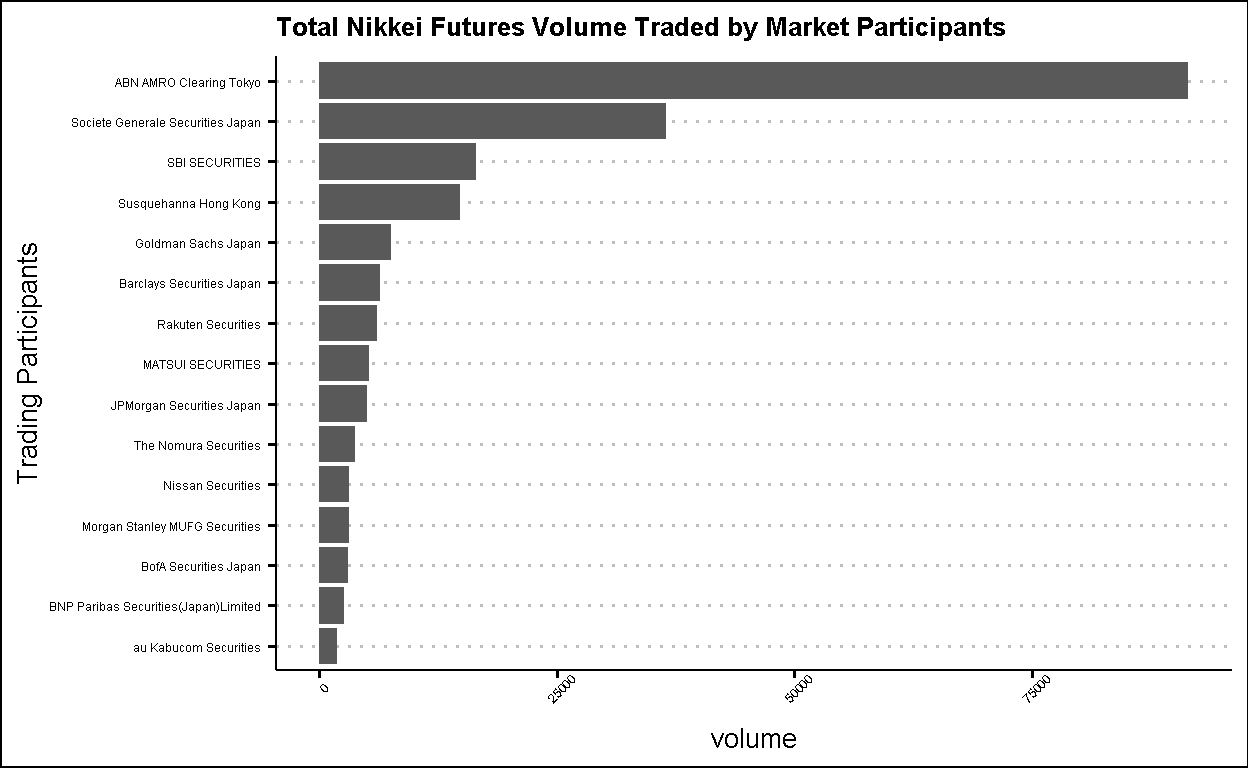 Total Nikkei Futures Volume Traded by Market Participants
Trading Participants
ABN AMRO Clearing Tokyo
Societe Generale Securities Japan
SBI SECURITIES
Susquehanna Hong Kong
Goldman Sachs Japan
Barclays Securities Japan
Rakuten Securities
MATSUI SECURITIES
JPMorgan Securities Japan
The Nomura Securities
Nissan Securities
Morgan Stanley MUFG Securities
BofA Securities Japan
BNP Paribas Securities(Japan)Limited
au Kabucom Securities
0
25000
50000
75000
volume